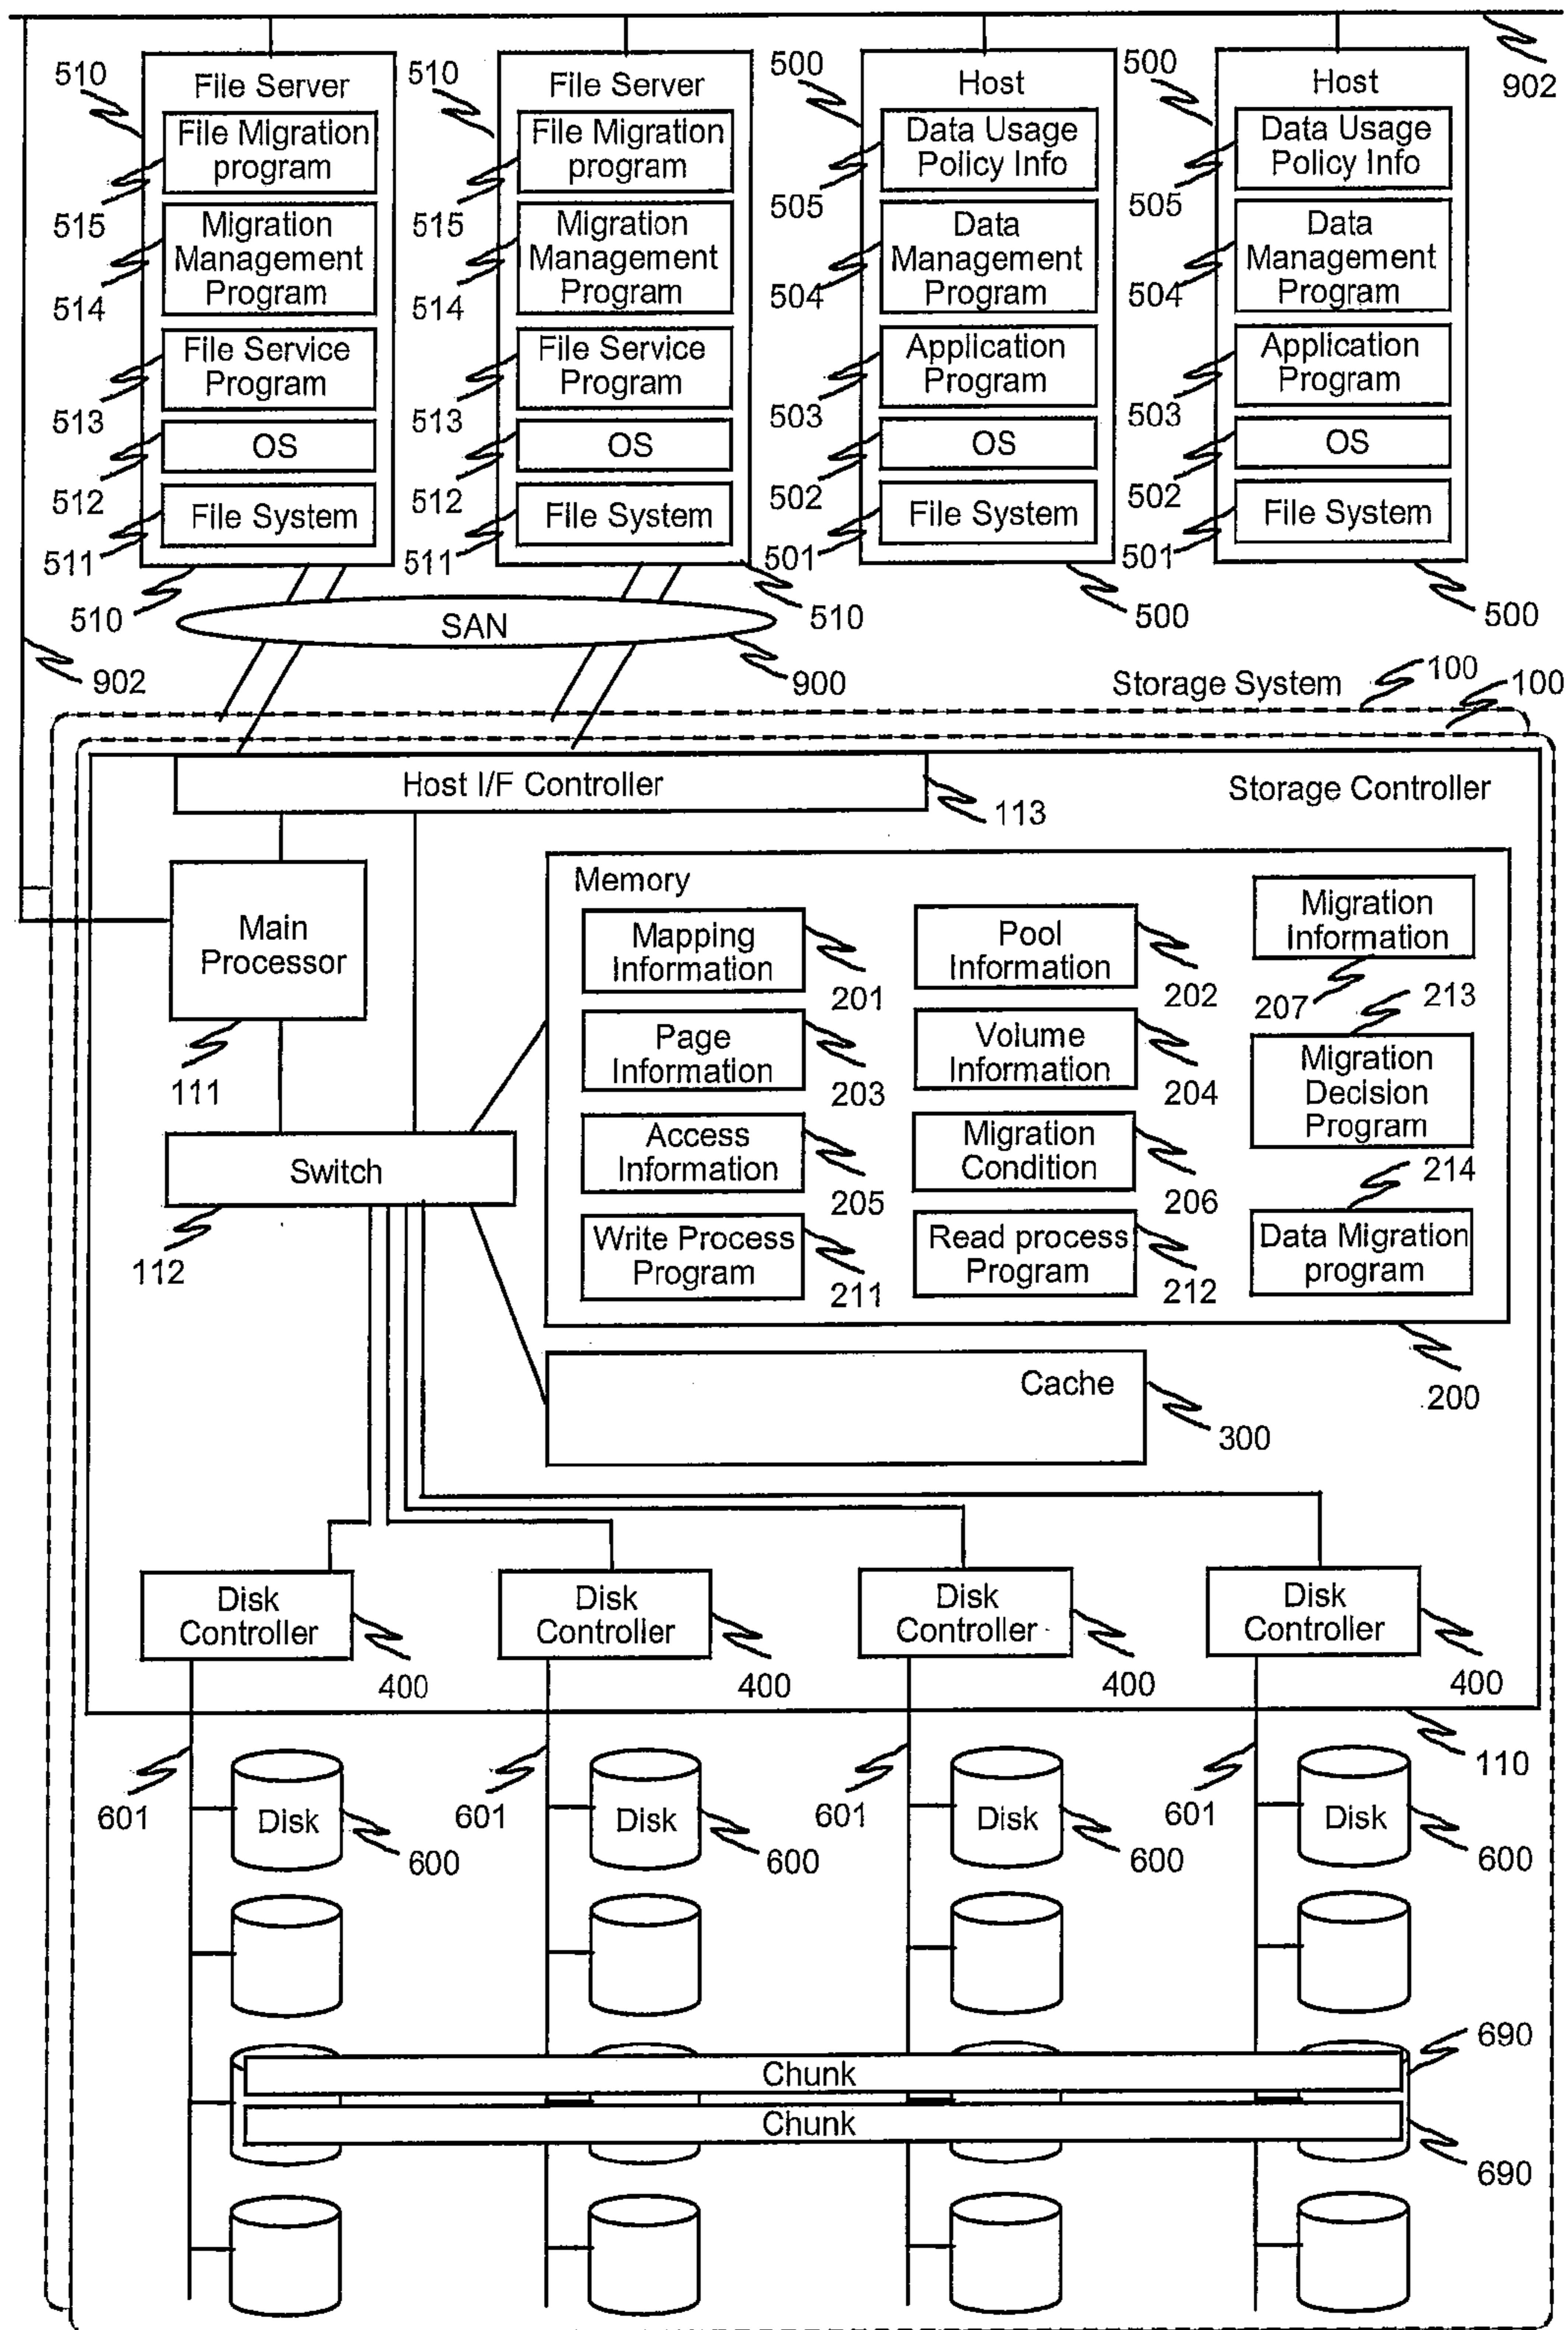 902
510
File Server
File Migration
program
515
Migration
Management
Program
514
File Service
Program
513
OS
512
File System
511
510
510
File Server
File Migration
program
515
Migration
Management
Program
514
File Service
Program
513
OS
512
File System
511
510
500
Host
Data Usage
Policy Info
505
Data
Management
Program
504
Application
Program
503
OS
502
File System
501
500
500
Host
Data Usage
Policy Info
505
Data
Management
Program
504
Application
Program
503
OS
502
File System
501
500
SAN
902
900
Storage System
100
100
Host I/F Controller
113
Storage Controller
Main
Processor
111
Switch
112
Memory
Mapping
Information
201
Pool
Information
202
Migration
Information
207
Page
Information
203
Volume
Information
204
213
Migration
Decision
Program
Access
Information
205
Migration
Condition
206
214
Write Process
Program
211
Read process
Program
212
Data Migration
program
200
Cache
300
Disk
Controller
400
Disk
Controller
400
Disk
Controller
400
Disk
Controller
400
110
601
Disk
600
601
Disk
600
601
Disk
600
601
Disk
600
Chunk
690
Chunk
690